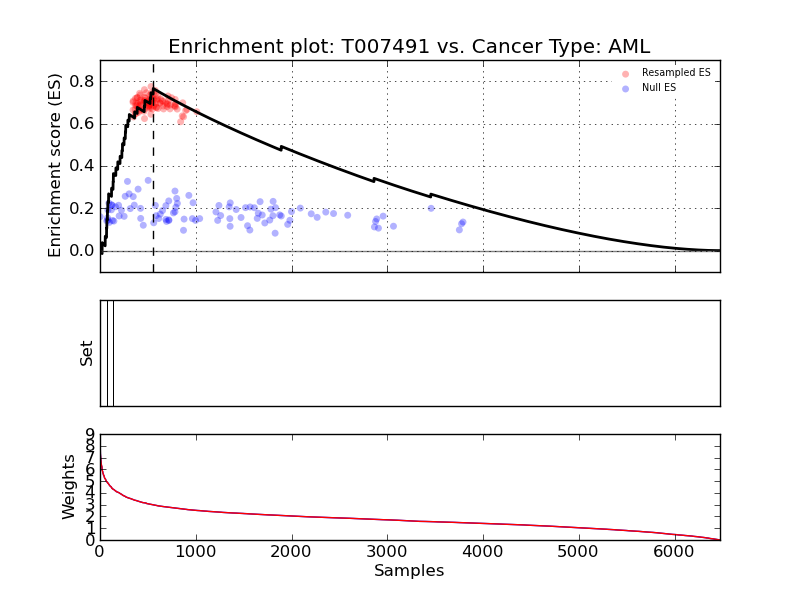 Enrichment plot: T007491 vs. Cancer Type: AML
Enrichment score (ES)
0.8
0.6
0.4
0.2
0.0
Resampled ES
Null ES
Set
Weights
9
8
7
6
5
4
3
2
1
0
0 1000 2000 3000 4000 5000 6000
Samples